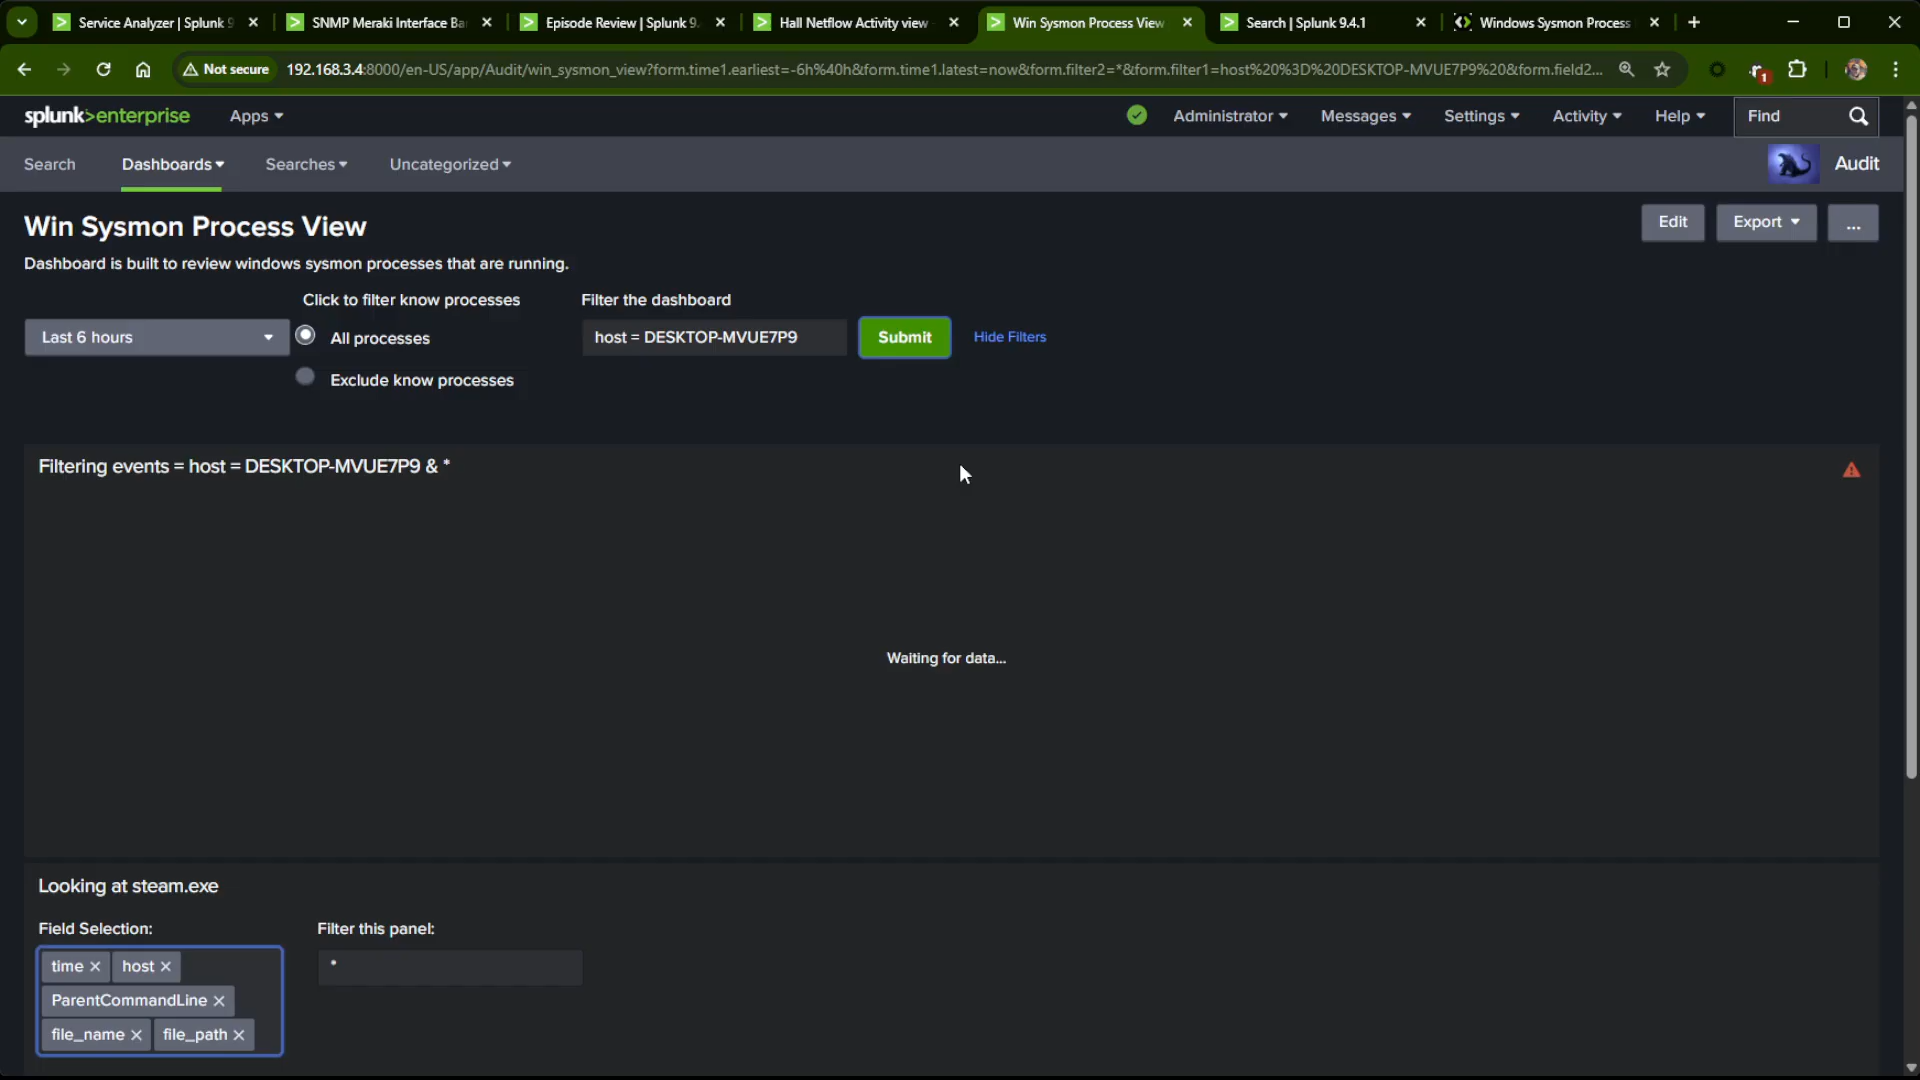 Service Analyzer | Splunk 9
SNMP Meraki Interface Ba
Episode Review | Splunk 9.
Hall Netflow Activity view
Win Sysmon Process View
Search | Splunk 9.4.1
Windows Sysmon Process
Not secure
192.168.3.4:8000/en-US/app/Audit/win_sysmon_view?form.time1.earliest=-6h%40h&form.time1.latest=now&form.filter2=*&form.filter1=host%20%3D%20DESKTOP-MVUE7P9%20&form.field2...
1
splunk>enterprise
Apps
Administrator
Messages
Settings
Activity
Help
Find
Search
Dashboards
Searches
Uncategorized
Audit
Win Sysmon Process View
Edit
Export
...
Dashboard is built to review windows sysmon processes that are running.
Click to filter know processes
Filter the dashboard
Last 6 hours
All processes
host = DESKTOP-MVUE7P9
Submit
Hide Filters
Exclude know processes
Filtering events = host = DESKTOP-MVUE7P9 & *
Waiting for data...
Looking at steam.exe
Field Selection:
Filter this panel:
time
host
*
ParentCommandLine
file_name
file_path